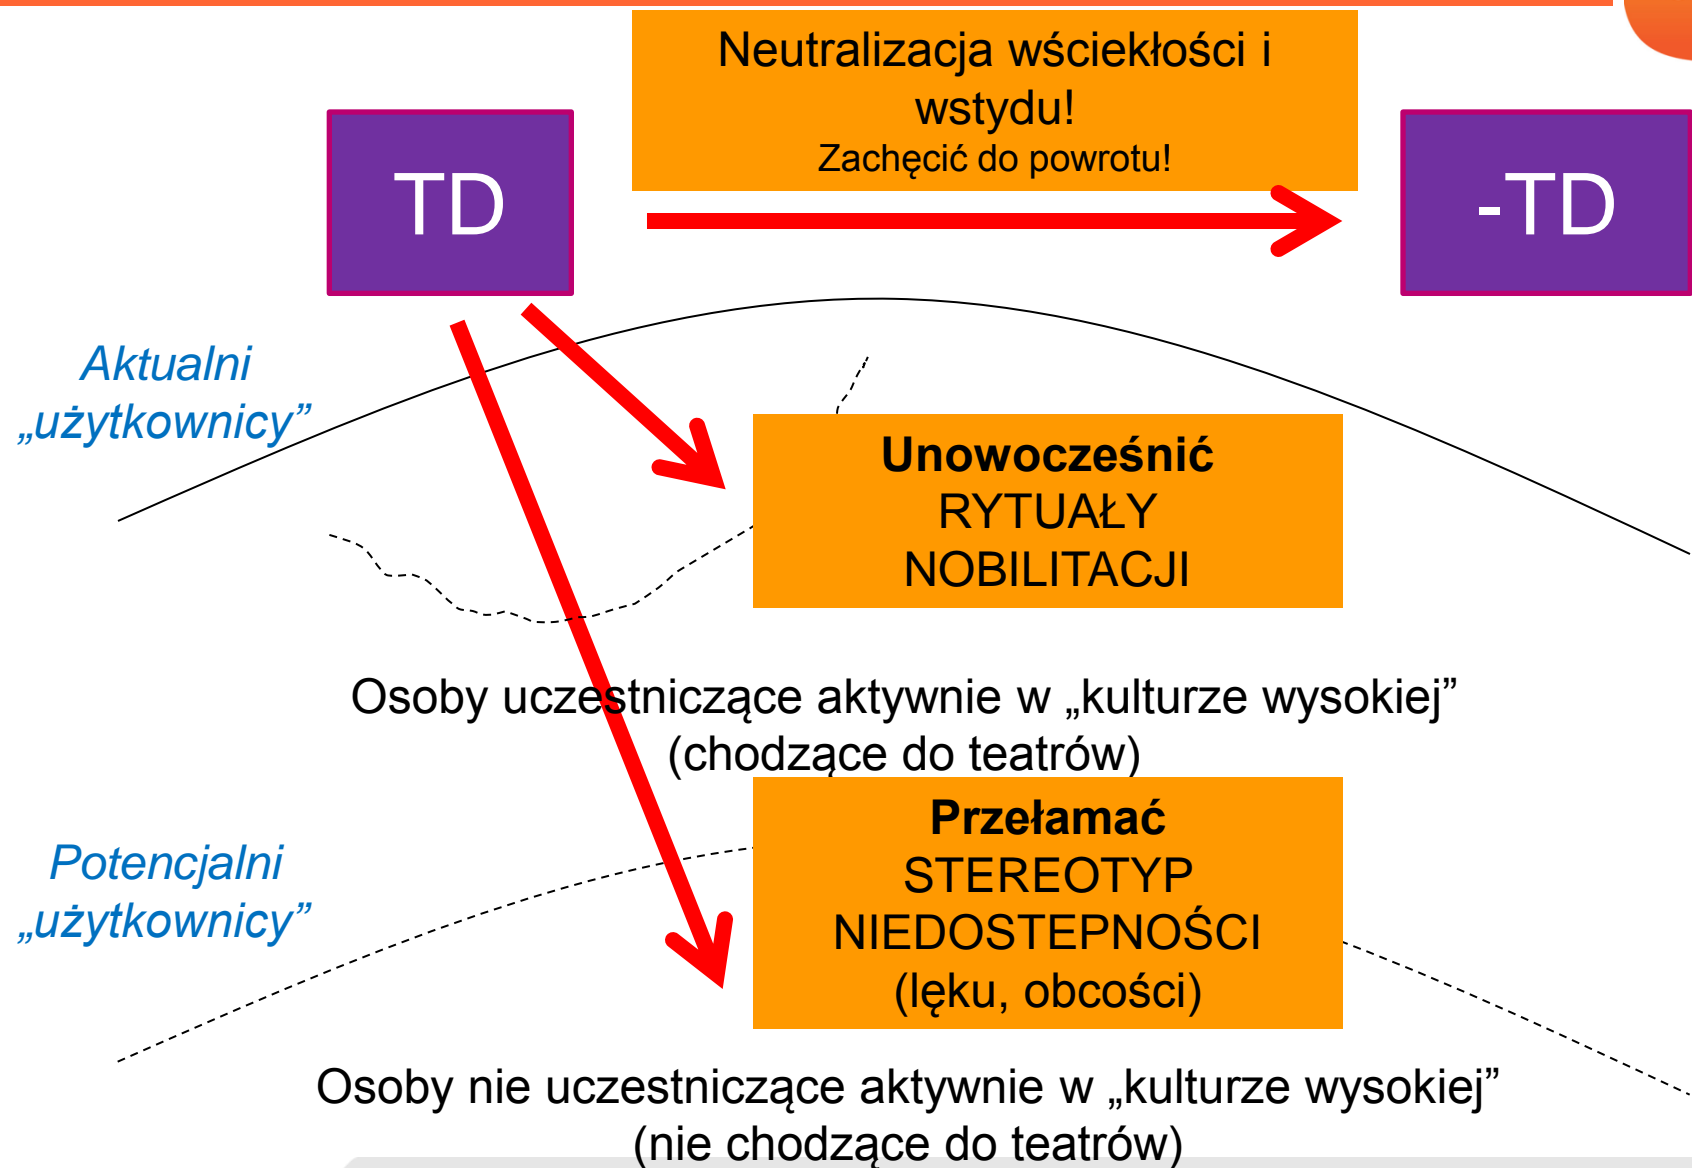 Neutralizacja wściekłości i
wstydu!
Zachęcić do powrotu!
TD
-TD
Aktualni
„użytkownicy”
Unowocześnić
RYTUAŁY
NOBILITACJI
Osoby uczestniczące aktywnie w „kulturze wysokiej”
(chodzące do teatrów)
Potencjalni
„użytkownicy”
Przełamać
STEREOTYP
NIEDOSTEPNOŚCI
(lęku, obcości)
Osoby nie uczestniczące aktywnie w „kulturze wysokiej”
(nie chodzące do teatrów)